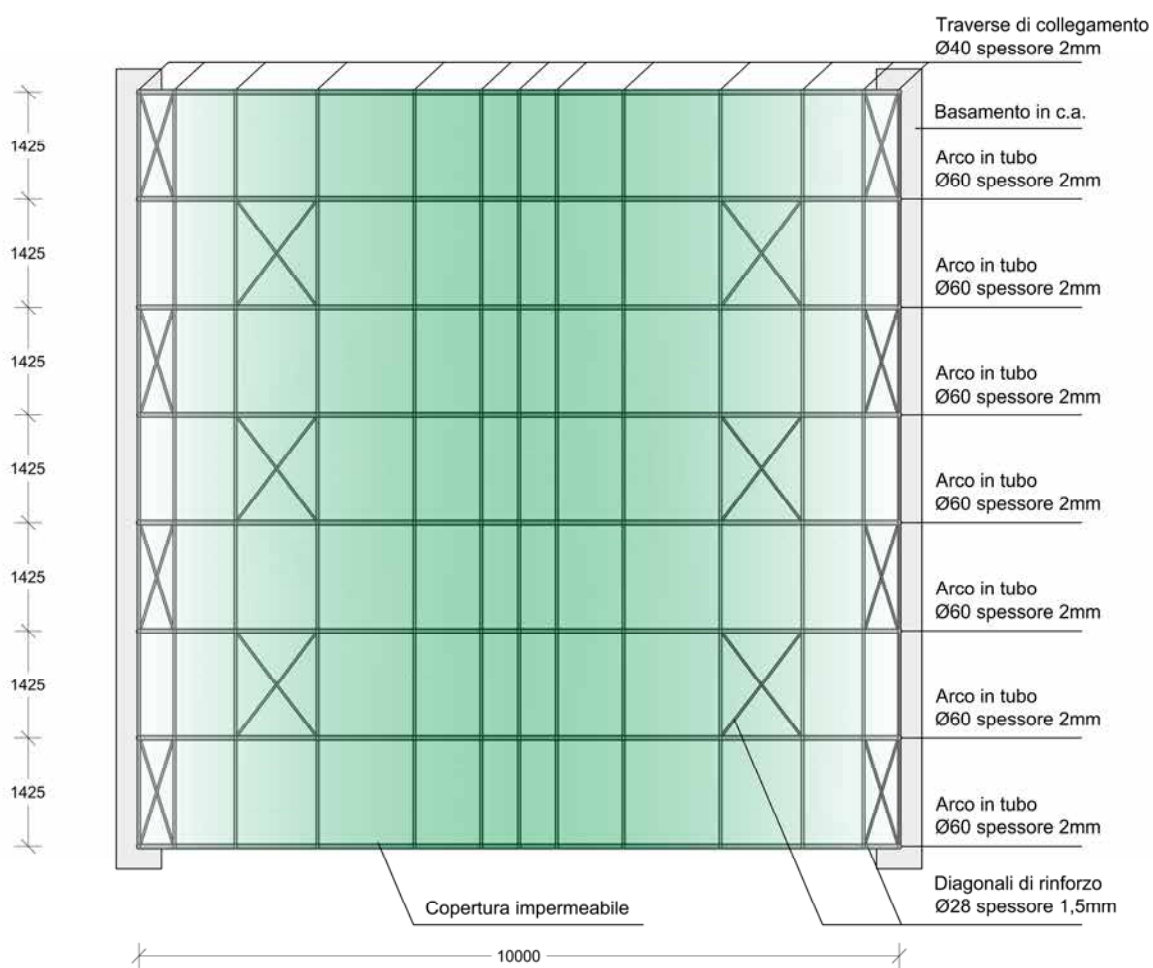 Traverse di collegamento
Ø40 spessore 2mm
Basamento in c.a.
1425
Arco in tubo
Ø60 spessore 2mm
1425
Arco in tubo
Ø60 spessore 2mm
1425
Arco in tubo
Ø60 spessore 2mm
1425
Arco in tubo
Ø60 spessore 2mm
1425
Arco in tubo
Ø60 spessore 2mm
1425
Arco in tubo
Ø60 spessore 2mm
1425
Arco in tubo
Ø60 spessore 2mm
Diagonali di rinforzo
Ø28 spessore 1,5mm
Copertura impermeabile
10000